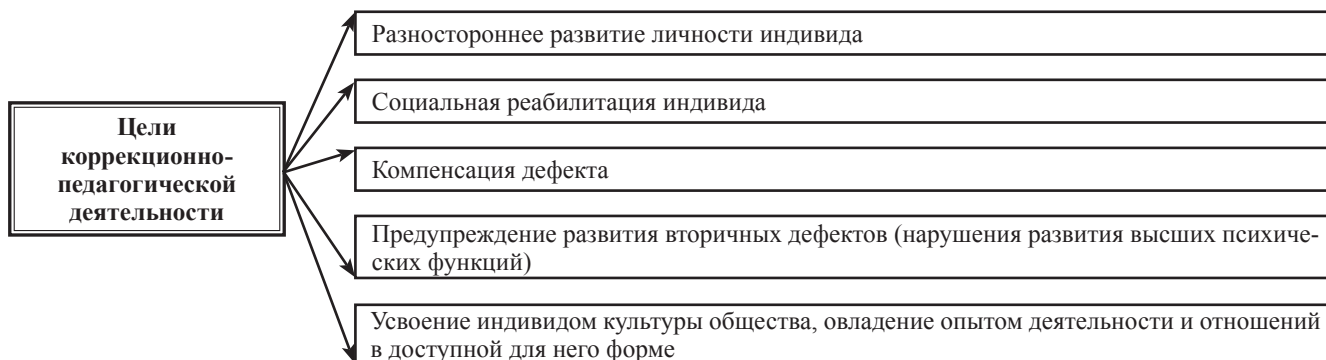 Цели
коррекционно-
педагогической
деятельности
Разностороннее развитие личности индивида
Социальная реабилитация индивида
Компенсация дефекта
Предупреждение развития вторичных дефектов (нарушения развития высших психиче-
ских функций)
Усвоение индивидом культуры общества, овладение опытом деятельности и отношений
в доступной для него форме